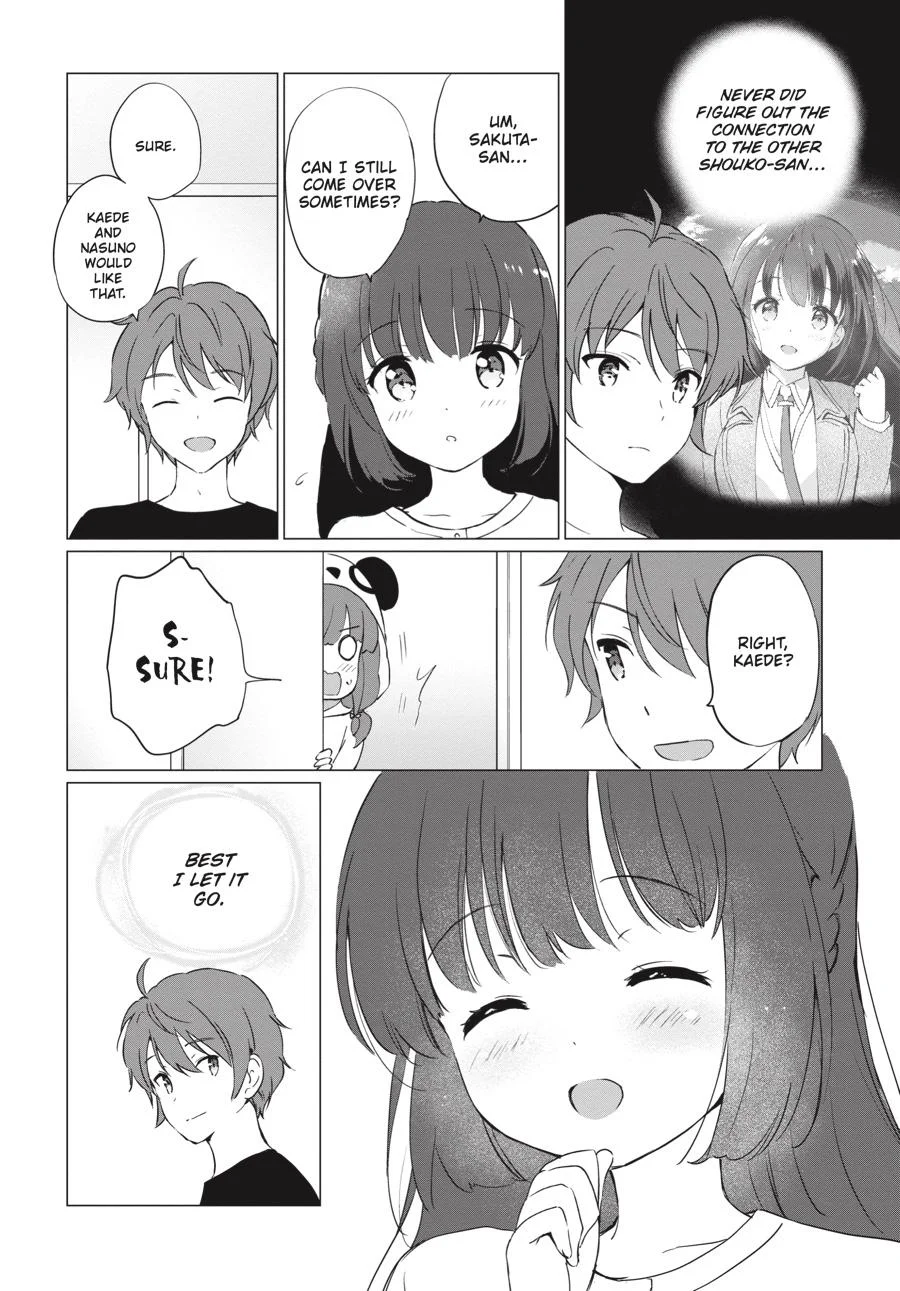 NEVER DID
FIGURE OUT THE
CONNECTION
TO THE OTHER
SHOUKO-SAN...
UM,
SAKUTA-
SAN...
CAN I STILL
COME OVER
SOMETIMES?
SURE.
KAEDE
AND
NASUNO
WOULD
LIKE
THAT.
RIGHT,
KAEDE?
S-
SURE!
BEST
I LET IT
GO.